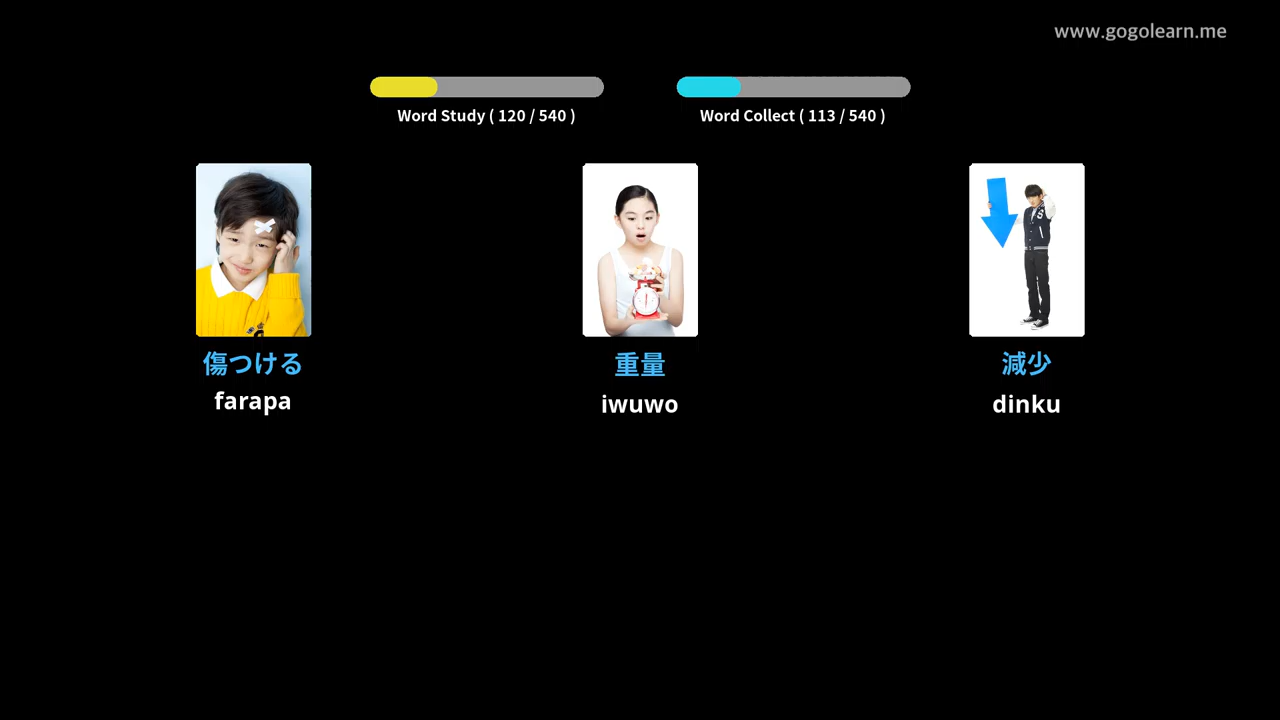 www.gogolearn.me
Word Study ( 120 / 540 )
Word Collect ( 113 / 540 )
傷つける
farapa
重量
iwuwo
減少
dinku
S